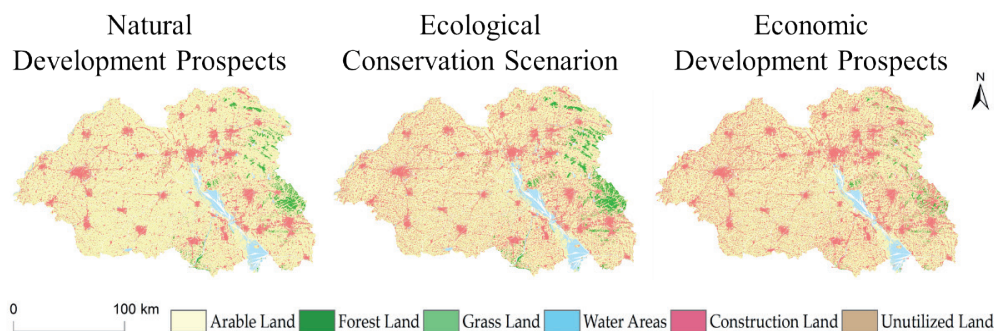 Natural
Development Prospects
Ecological
Conservation Scenarion
Economic
Development Prospects
N
0 100 km
Arable Land Forest Land Grass Land Water Areas Construction Land Unutilized Land